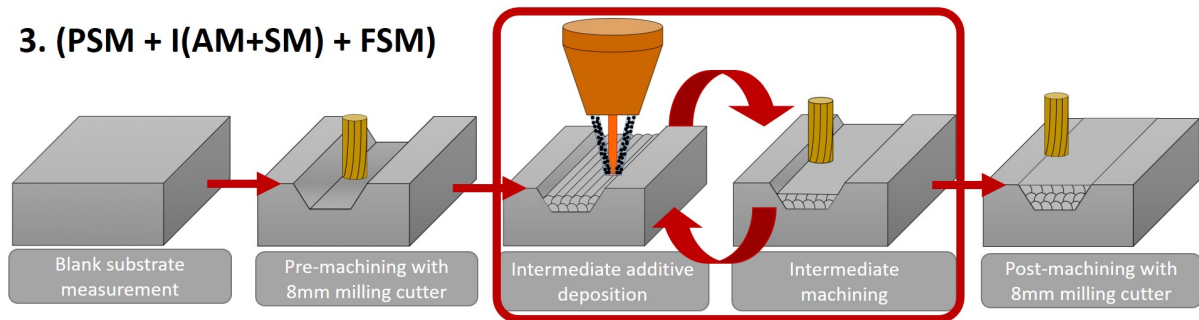 3. (PSM + I(AM+SM) + FSM)
Blank substrate
measurement
Pre-machining with
8mm milling cutter
Intermediate additive
deposition
Intermediate
machining
Post-machining with
8mm milling cutter